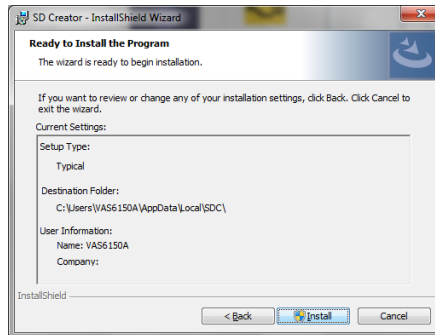 SD Creator - InstallShield Wizard
Ready to Install the Program
The wizard is ready to begin installation.
If you want to review or change any of your installation settings, click Back. Click Cancel to
exit the wizard.
Current Settings:
Setup Type:
Typical
Destination Folder:
C:\Users\VAS6150A\AppData\Local\SDC\
User Information:
Name: VAS6150A
Company:
InstallShield
< Back
Install
Cancel